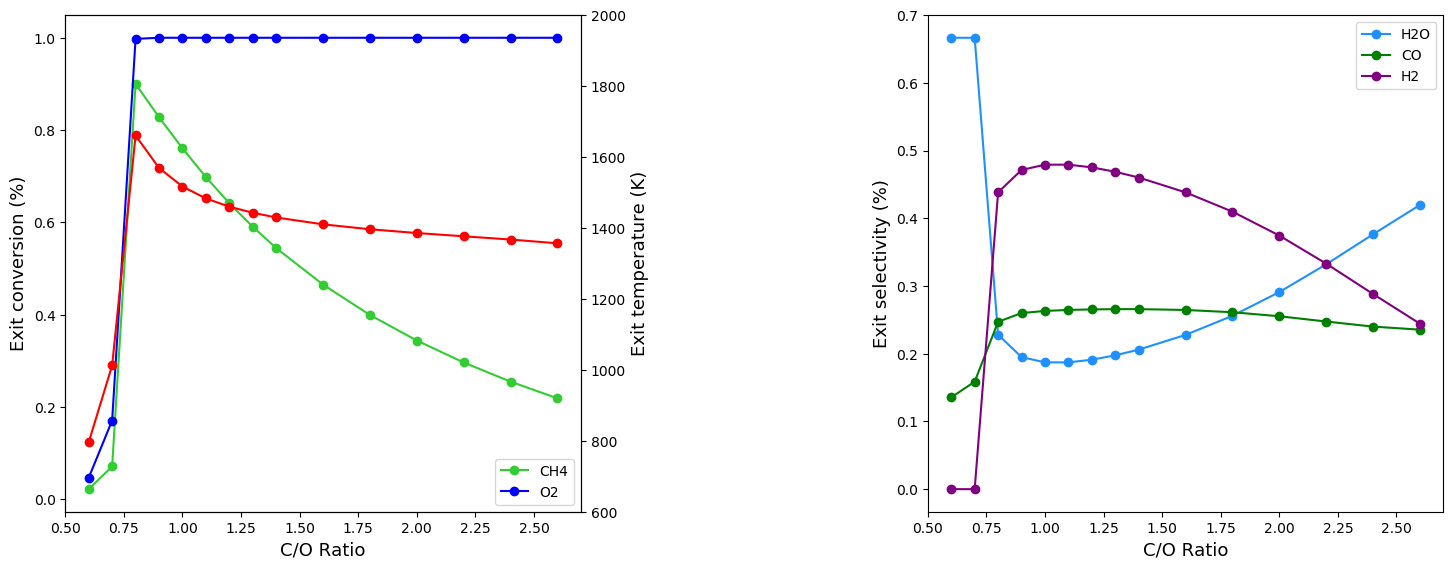 Exit conversion (%)
1.0
0.8
0.6
0.4
0.2
0.0
0.50 0.75 1.00 1.25 1.50 1.75 2.00 2.25 2.50
C/O Ratio
CH4
O2
2000
1800
1600
1400
1200
1000
800
600
Exit temperature (K)
Exit selectivity (%)
0.7
0.6
0.5
0.4
0.3
0.2
0.1
0.0
0.50 0.75 1.00 1.25 1.50 1.75 2.00 2.25 2.50
C/O Ratio
H2O
CO
H2